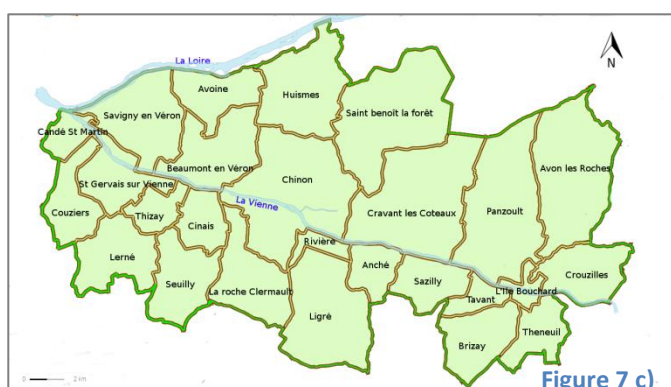 La Loire
N
Avoine
Huismes
Savigny en Véron
Saint benoît la forêt
Candé St Martin
Avon les Roches
Beaumont en Véron
Chinon
St Gervais sur Vienne
La Vienne
Couziers
Thizay
Cinais
Cravant les Coteaux
Panzoult
Rivière
Lerné
Anché
Crouzilles
Seuilly
La roche Clermault
Sazilly
L'Ile Bouchard
Tavant
Ligré
Brizay
Theneuil
0
2 km
Figure 7 c)